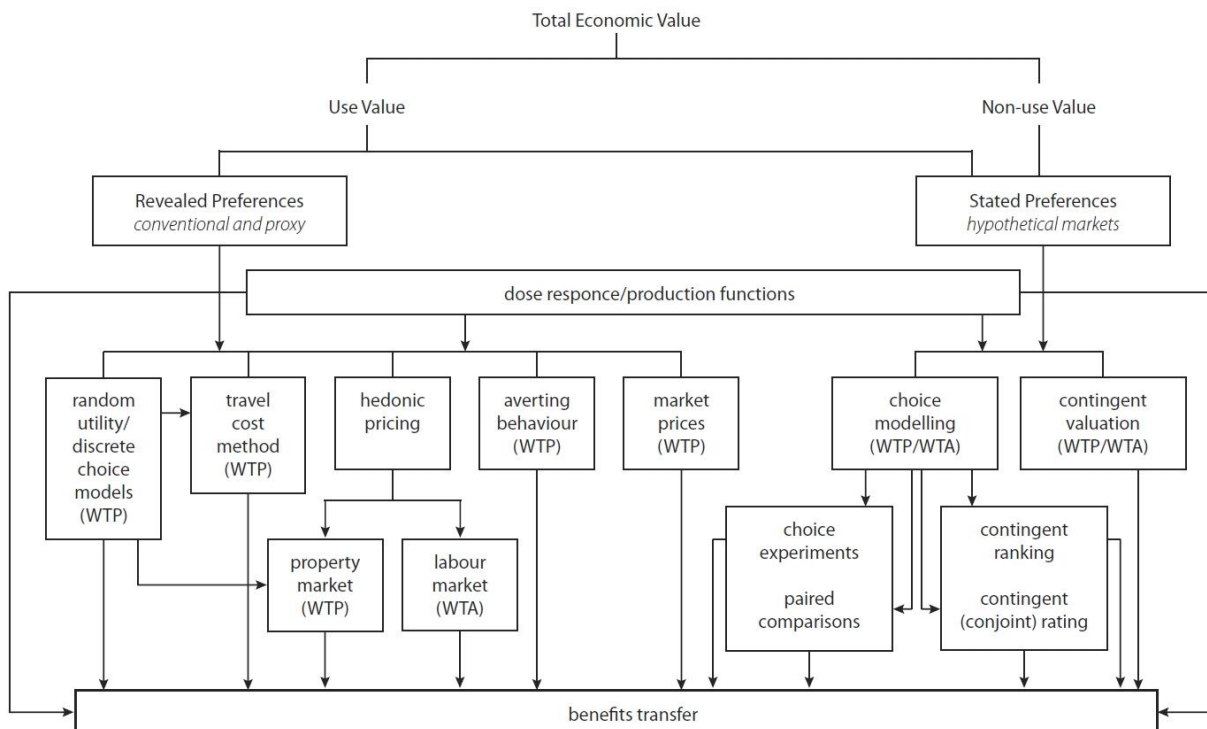 Total Economic Value
Use Value
Non-use Value
Revealed Preferences
conventional and proxy
Stated Preferences
hypothetical markets
dose responce/production functions
random
utility/
discrete
choice
models
(WTP)
travel
cost
method
(WTP)
hedonic
pricing
averting
behaviour
(WTP)
market
prices
(WTP)
choice
modelling
(WTP/WTA)
contingent
valuation
(WTP/WTA)
property
market
(WTP)
labour
market
(WTA)
choice
experiments
paired
comparisons
contingent
ranking
contingent
(conjoint) rating
benefits transfer